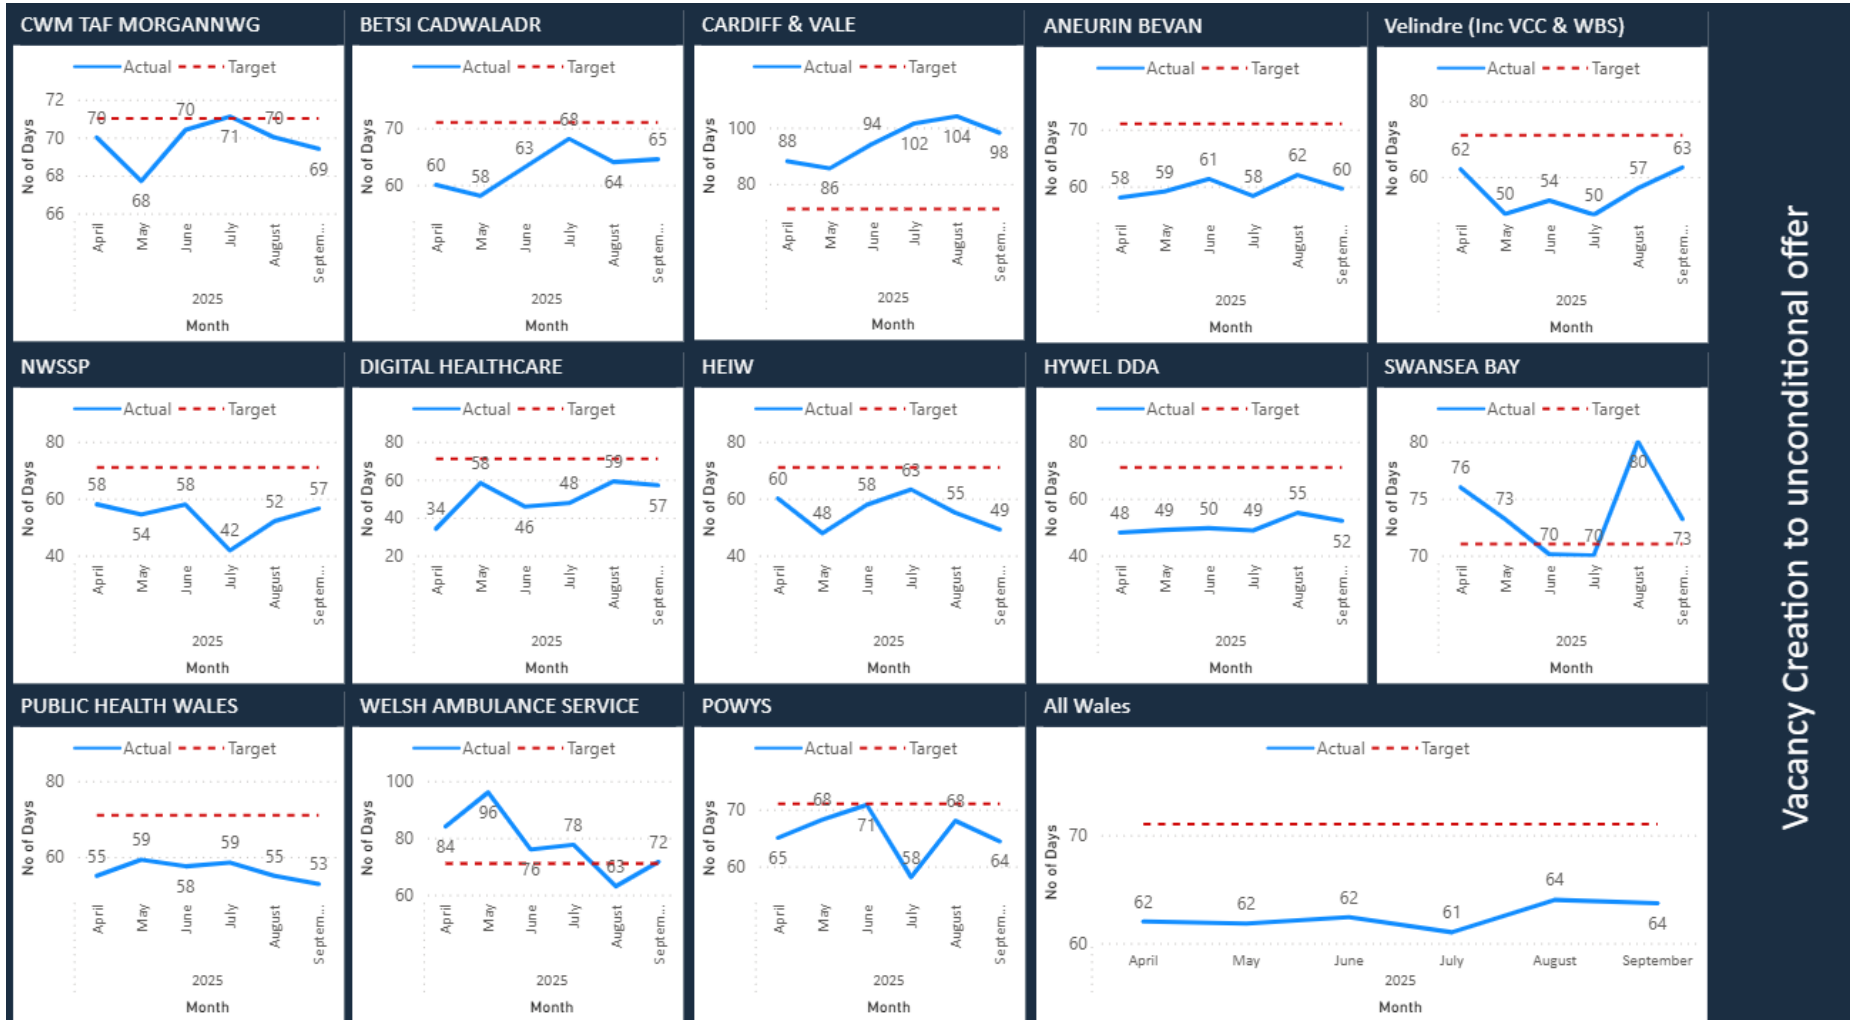 CWM TAF MORGANNWG
Actual Target
No of Days
72
70
68
66
70
68
70
71
70
69
April
May
June
July
August
Septem...
2025
Month
BETSI CADWALADR
Actual Target
No of Days
70
60
60
58
63
68
64
65
April
May
June
July
August
Septem...
2025
Month
CARDIFF & VALE
Actual Target
No of Days
100
80
88
86
94
102
104
98
April
May
June
July
August
Septem...
2025
Month
ANEURIN BEVAN
Actual Target
No of Days
70
60
58
59
61
58
62
60
April
May
June
July
August
Septem...
2025
Month
Velindre (Inc VCC & WBS)
Actual Target
No of Days
80
60
62
50
54
50
57
63
April
May
June
July
August
Septem...
2025
Month
NWSSP
Actual Target
No of Days
80
60
40
58
54
58
42
52
57
April
May
June
July
August
Septem...
2025
Month
DIGITAL HEALTHCARE
Actual Target
No of Days
80
60
40
20
34
58
46
48
59
57
April
May
June
July
August
Septem...
2025
Month
HEIW
Actual Target
No of Days
80
60
40
60
48
58
63
55
49
April
May
June
July
August
Septem...
2025
Month
HYWEL DDA
Actual Target
No of Days
80
60
40
48
49
50
49
55
52
April
May
June
July
August
Septem...
2025
Month
SWANSEA BAY
Actual Target
No of Days
80
75
70
76
73
70
70
80
73
April
May
June
July
August
Septem...
2025
Month
PUBLIC HEALTH WALES
Actual Target
No of Days
80
60
55
59
58
59
55
53
April
May
June
July
August
Septem...
2025
Month
WELSH AMBULANCE SERVICE
Actual Target
No of Days
100
80
60
84
96
76
78
63
72
April
May
June
July
August
Septem...
2025
Month
POWYS
Actual Target
No of Days
70
60
65
68
71
58
68
64
April
May
June
July
August
Septem...
2025
Month
All Wales
Actual Target
No of Days
70
60
62
62
62
61
64
64
April
May
June
July
August
September
2025
Month
Vacancy Creation to unconditional offer